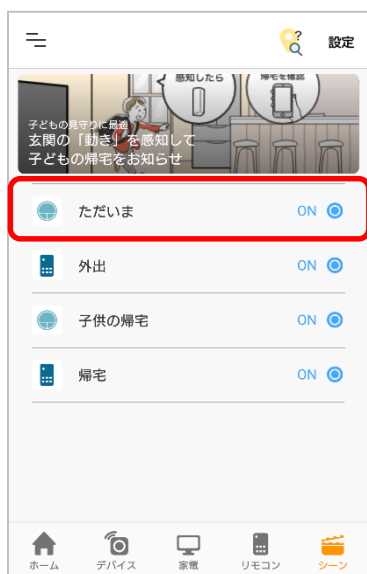 ?
設定
感知したら
帰宅を確認
子どもの見守りに最適
玄関の「動き」を感知して
子どもの帰宅をお知らせ
ただいま ON
外出 ON
子供の帰宅 ON
帰宅 ON
ホーム デバイス 家電 リモコン シーン